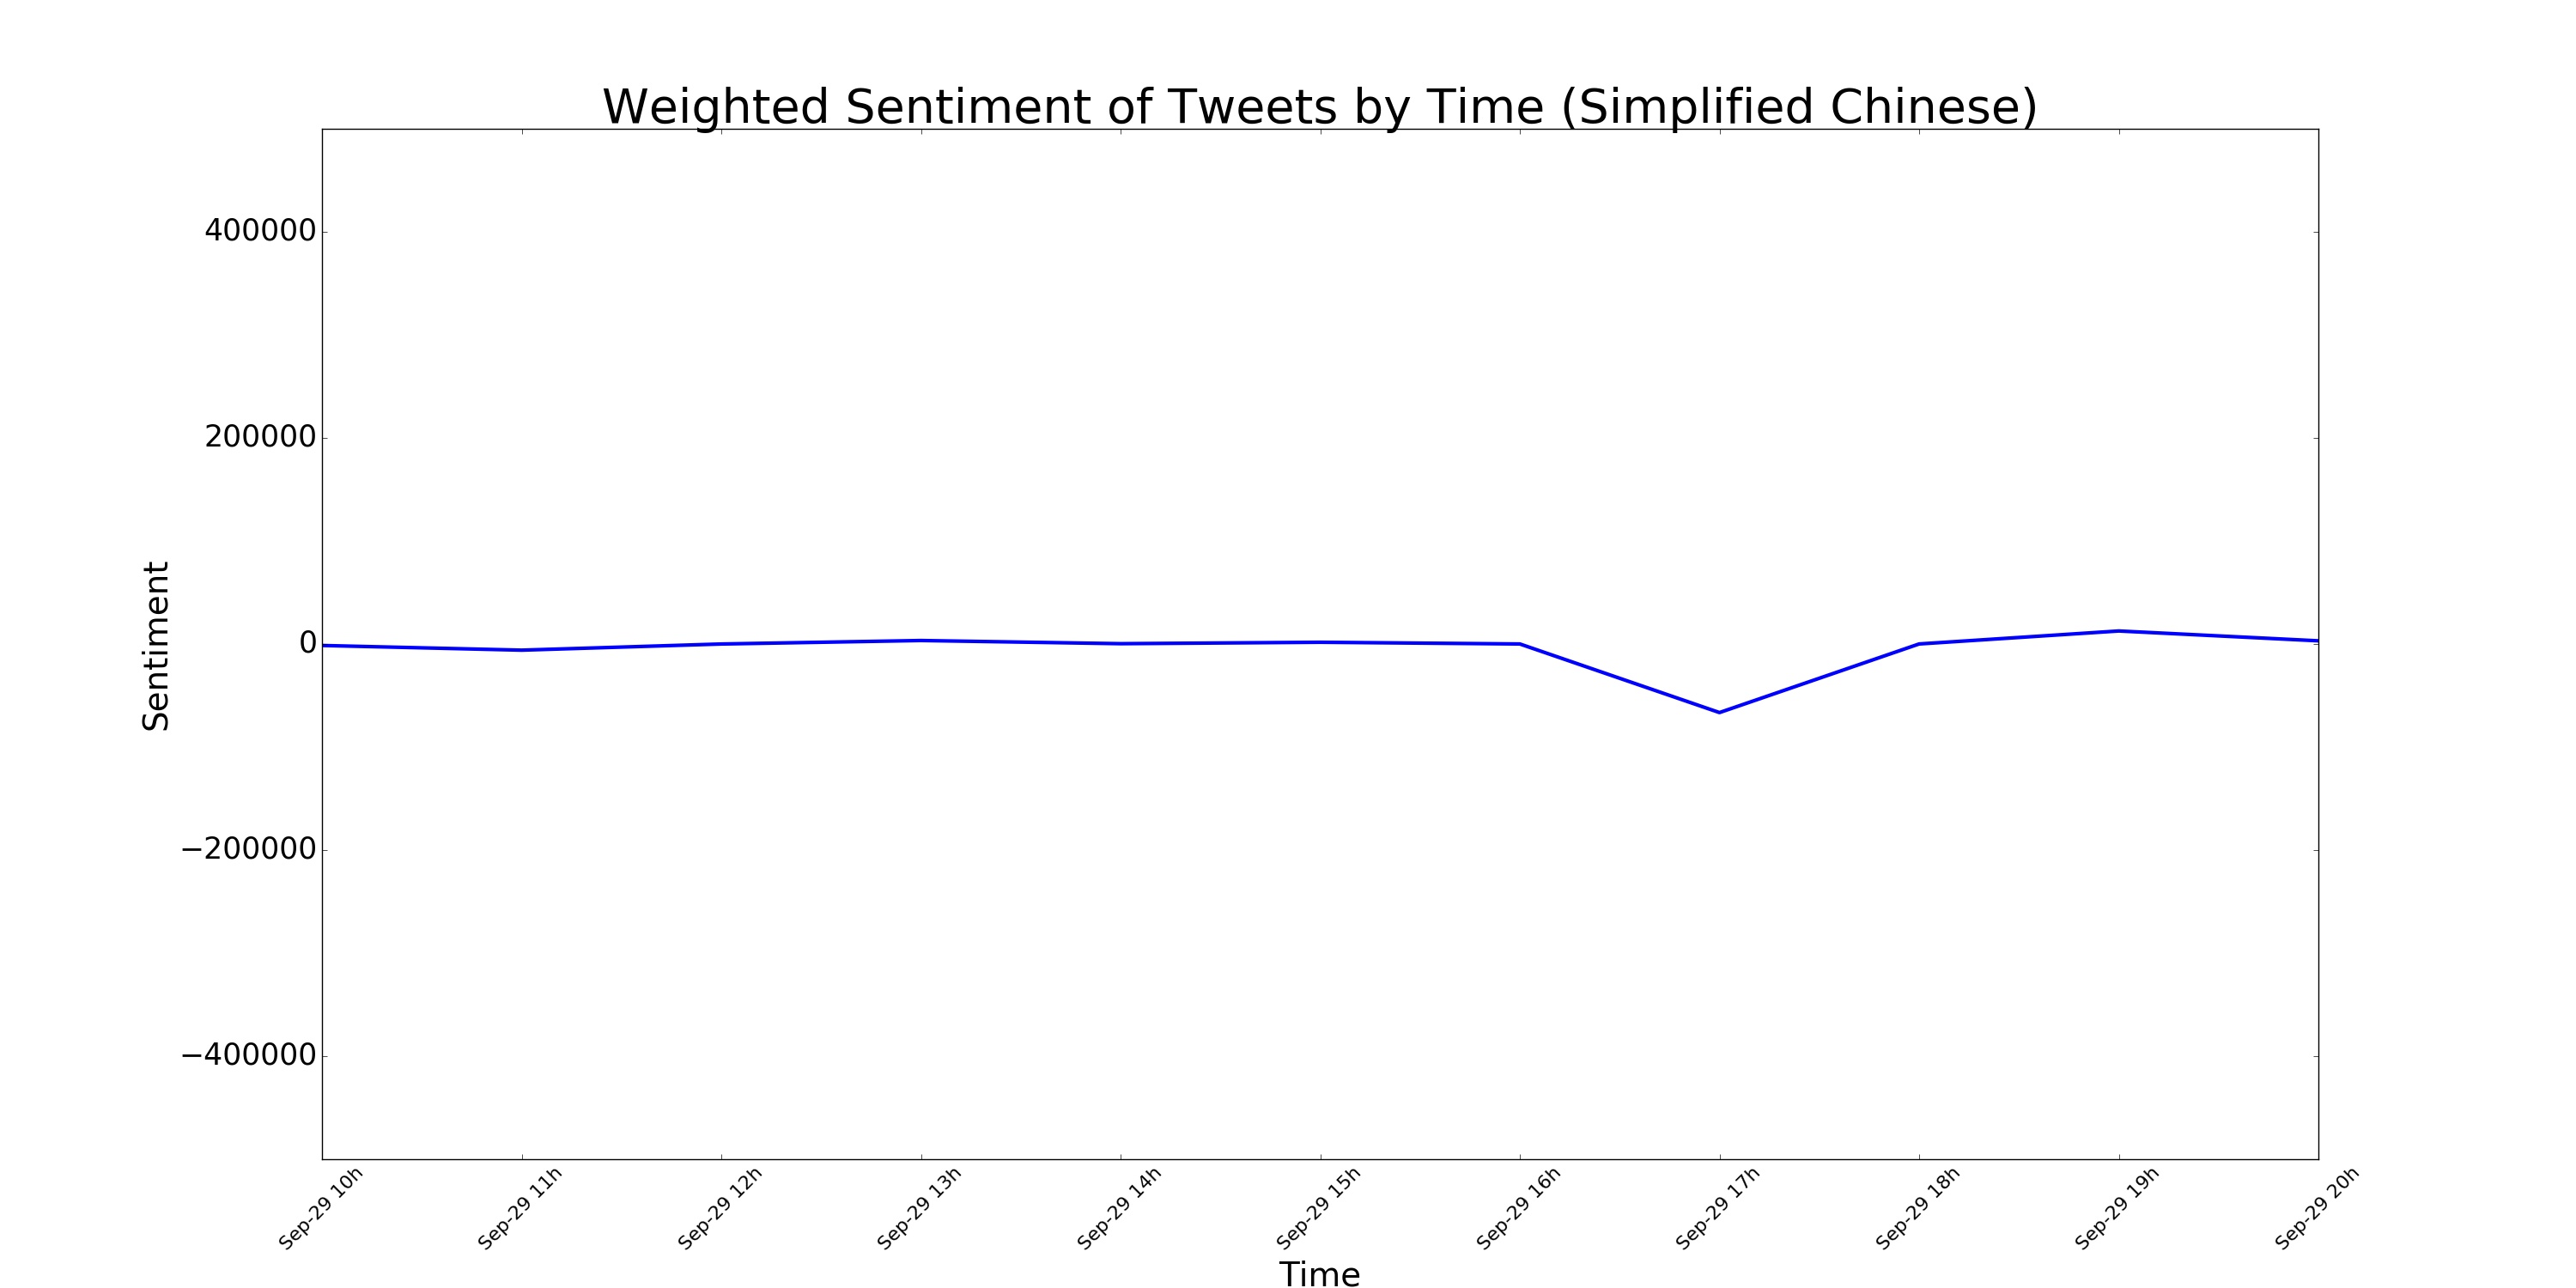 Weighted Sentiment of Tweets by Time (Simplified Chinese)
400000
200000
0
−200000
−400000
Sentiment
Sep-29 10h
Sep-29 11h
Sep-29 12h
Sep-29 13h
Sep-29 14h
Sep-29 15h
Sep-29 16h
Sep-29 17h
Sep-29 18h
Sep-29 19h
Sep-29 20h
Time